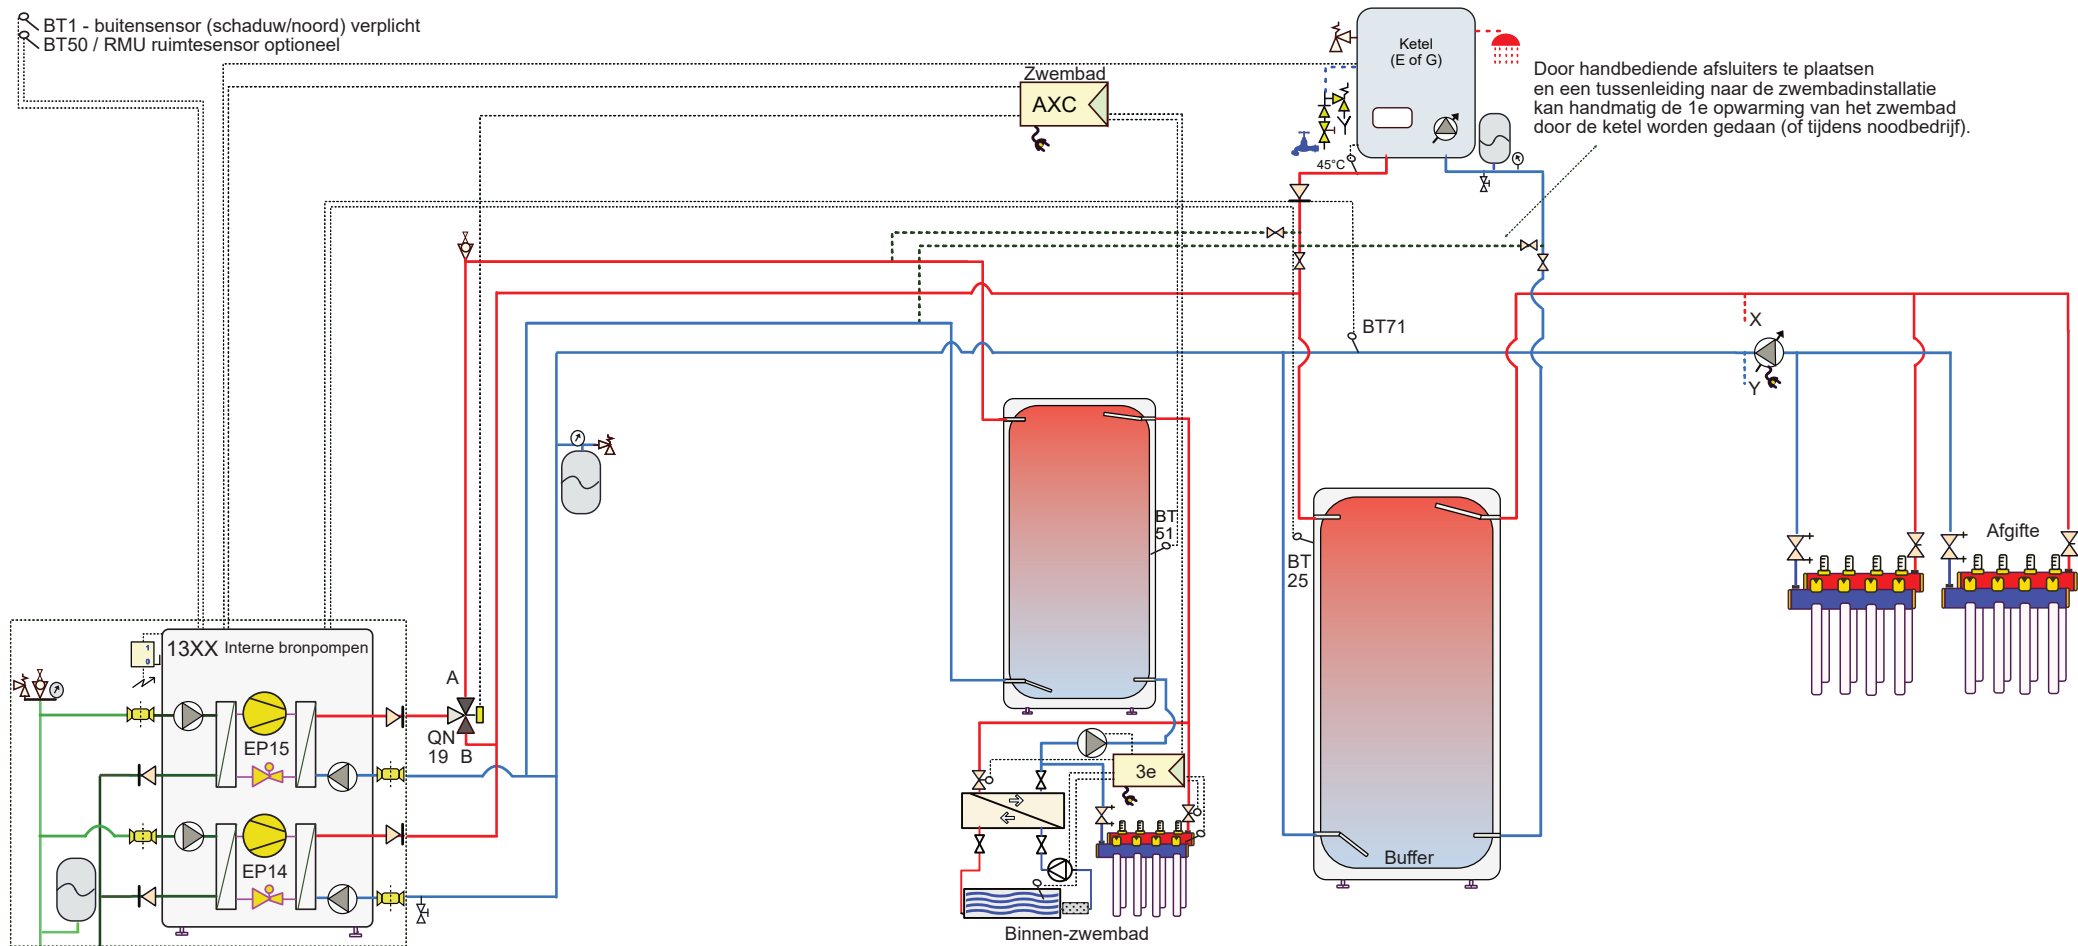 BT1 - buitensensor (schaduw/noord) verplicht
BT50 / RMU ruimtesensor optioneel
Zwembad
AXC
Ketel
(E of G)
45°C
Door handbediende afsluiters te plaatsen
en een tussenleiding naar de zwembadinstallatie
kan handmatig de 1e opwarming van het zwembad
door de ketel worden gedaan (of tijdens noodbedrijf).
BT71
X
Y
BT
51
BT
25
Afgifte
13XX Interne bronpompen
1
0
A
QN
19 B
EP15
EP14
3e
Buffer
Binnen-zwembad